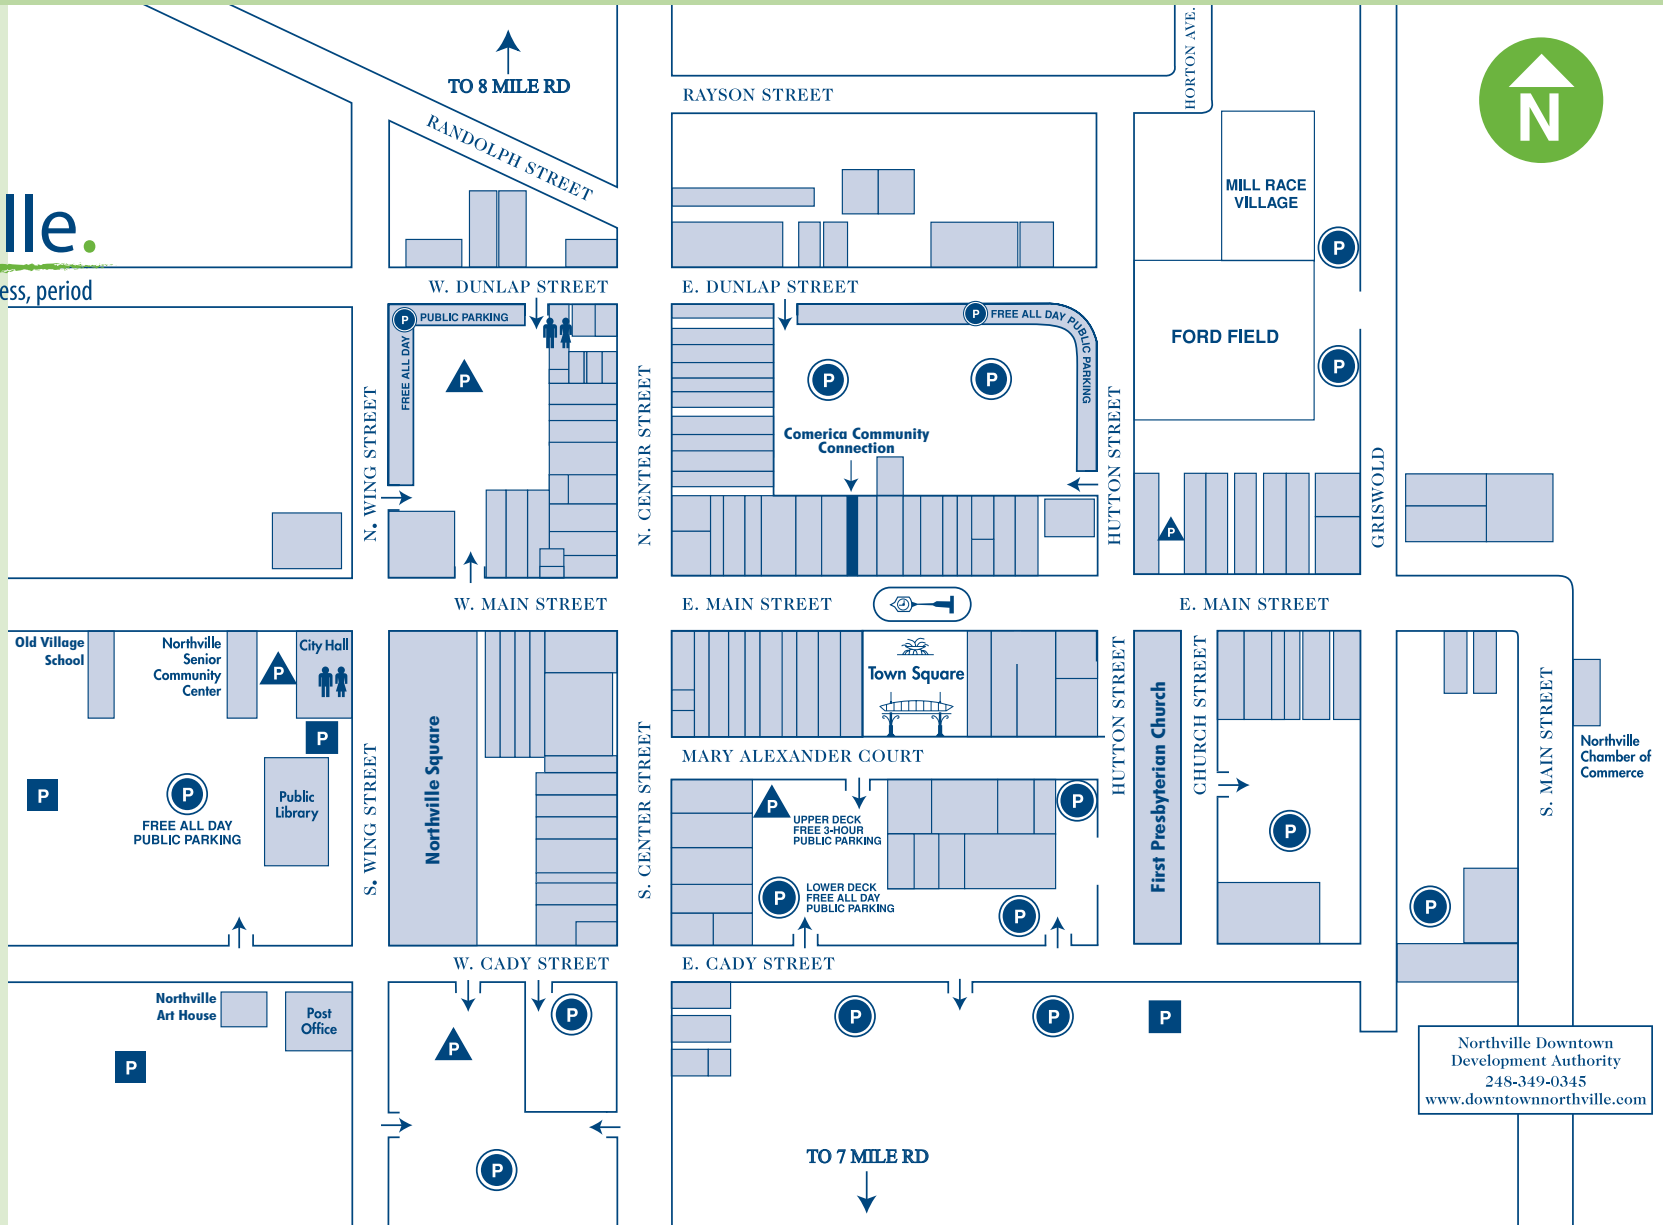 TO 8 MILE RD
RAYSON STREET
HORTON AVE.
N
RANDOLPH STREET
MILL RACE
VILLAGE
lle.
ess, period
P
W. DUNLAP STREET
E. DUNLAP STREET
P
PUBLIC PARKING
FREE ALL DAY
P
FREE ALL DAY PUBLIC PARKING
FORD FIELD
P
P
P
P
N. WING STREET
N. CENTER STREET
Comerica Community
Connection
HUTTON STREET
GRISWOLD
P
W. MAIN STREET
E. MAIN STREET
E. MAIN STREET
Old Village
School
Northville
Senior
Community
Center
P
City Hall
Town Square
P
P
P
FREE ALL DAY
PUBLIC PARKING
Public
Library
S. WING STREET
Northville Square
S. CENTER STREET
MARY ALEXANDER COURT
P
UPPER DECK
FREE 3-HOUR
PUBLIC PARKING
P
LOWER DECK
FREE ALL DAY
PUBLIC PARKING
P
P
HUTTON STREET
First Presbyterian Church
CHURCH STREET
P
P
S. MAIN STREET
Northville
Chamber of
Commerce
W. CADY STREET
E. CADY STREET
Northville
Art House
Post
Office
P
P
P
P
P
P
P
Northville Downtown
Development Authority
248-349-0345
www.downtownnorthville.com
TO 7 MILE RD